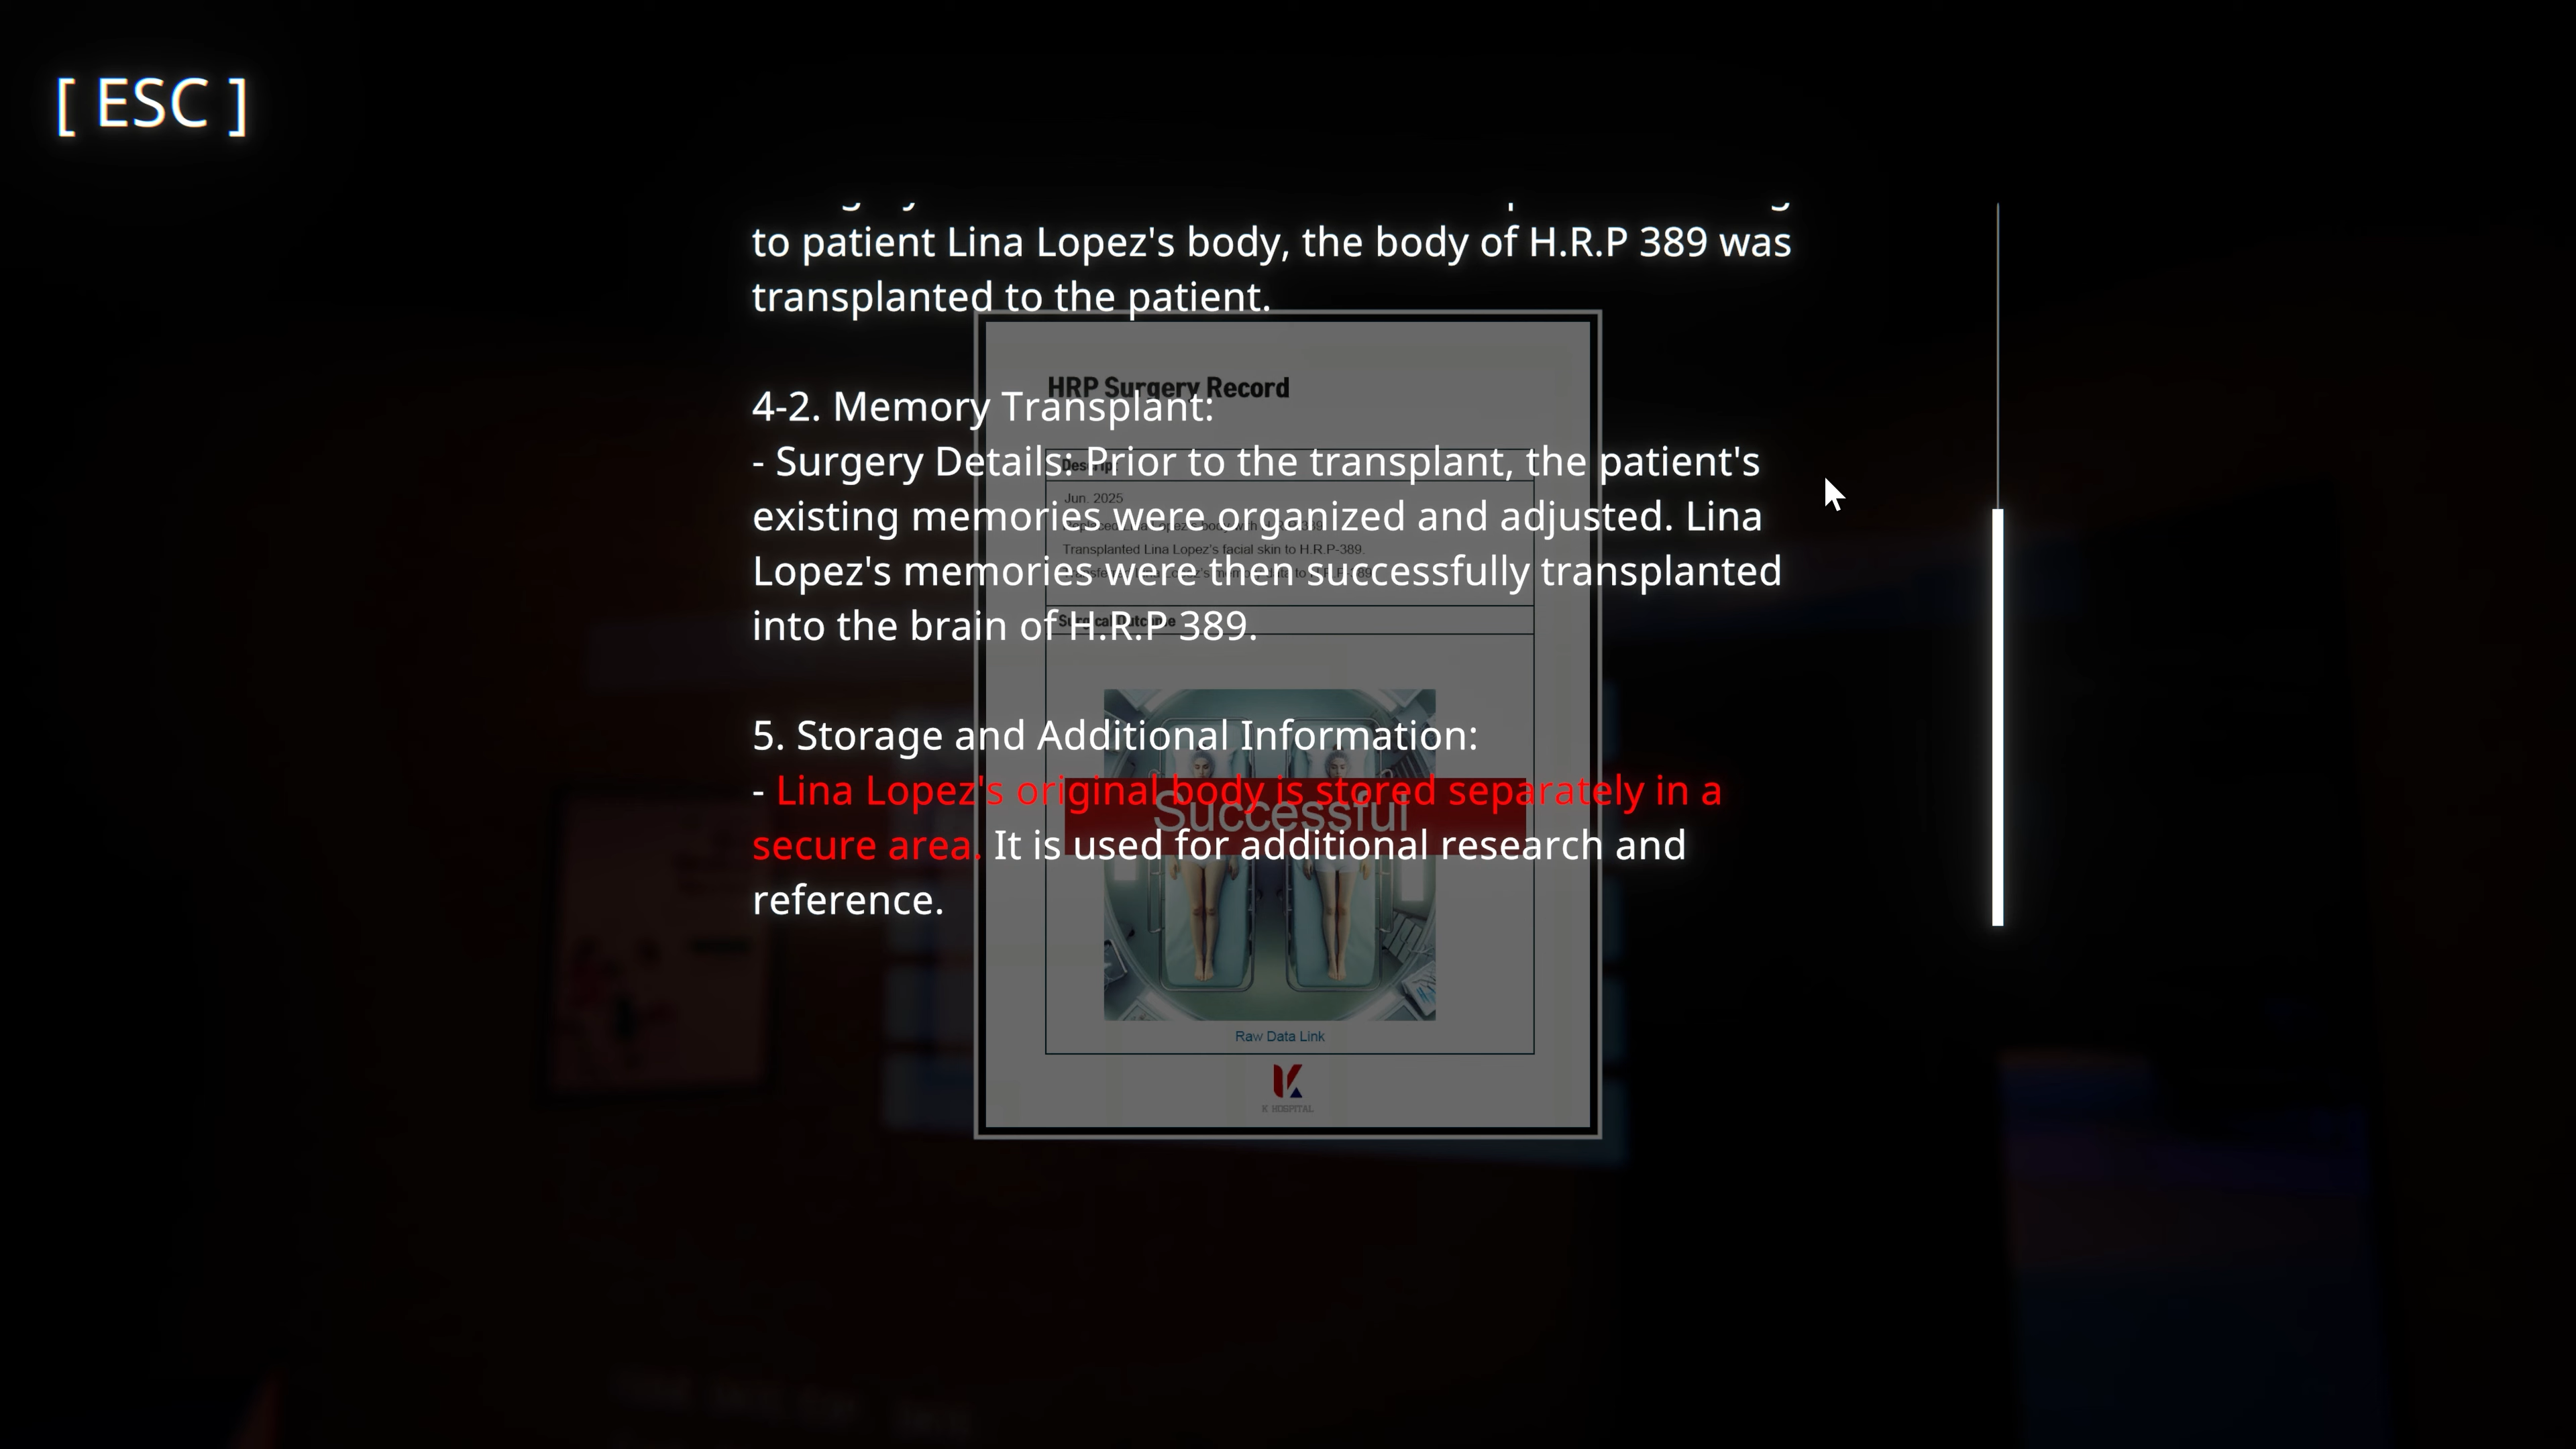 [ ESC ]
to patient Lina Lopez's body, the body of H.R.P 389 was
transplanted to the patient.
4-2. Memory Transplant:
- Surgery Details: Prior to the transplant, the patient's
existing memories were organized and adjusted. Lina
Lopez's memories were then successfully transplanted
into the brain of H.R.P 389.
5. Storage and Additional Information:
- Lina Lopez's original body is stored separately in a
secure area. It is used for additional research and
reference.
HRP Surgery Record
Jun. 2025
Transplanted Lina Lopez's facial skin to H.R.P-389.
Surgical Outcome
Successful
Raw Data Link
K HOSPITAL